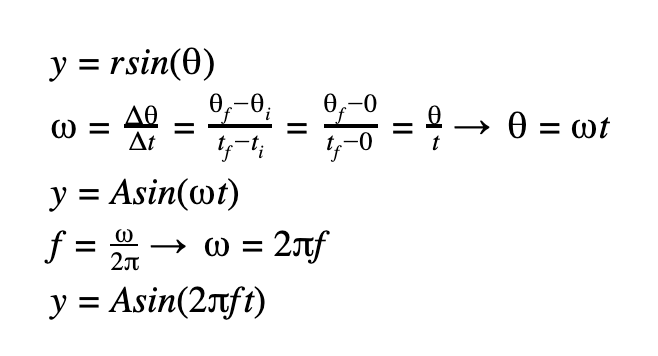 y = rsin(θ)
ω = Δθ/Δt = θ_f−θ_i/t_f−t_i = θ_f−0/t_f−0 = θ/t → θ = ωt
y = Asin(ωt)
f = ω/2π → ω = 2πf
y = Asin(2πft)